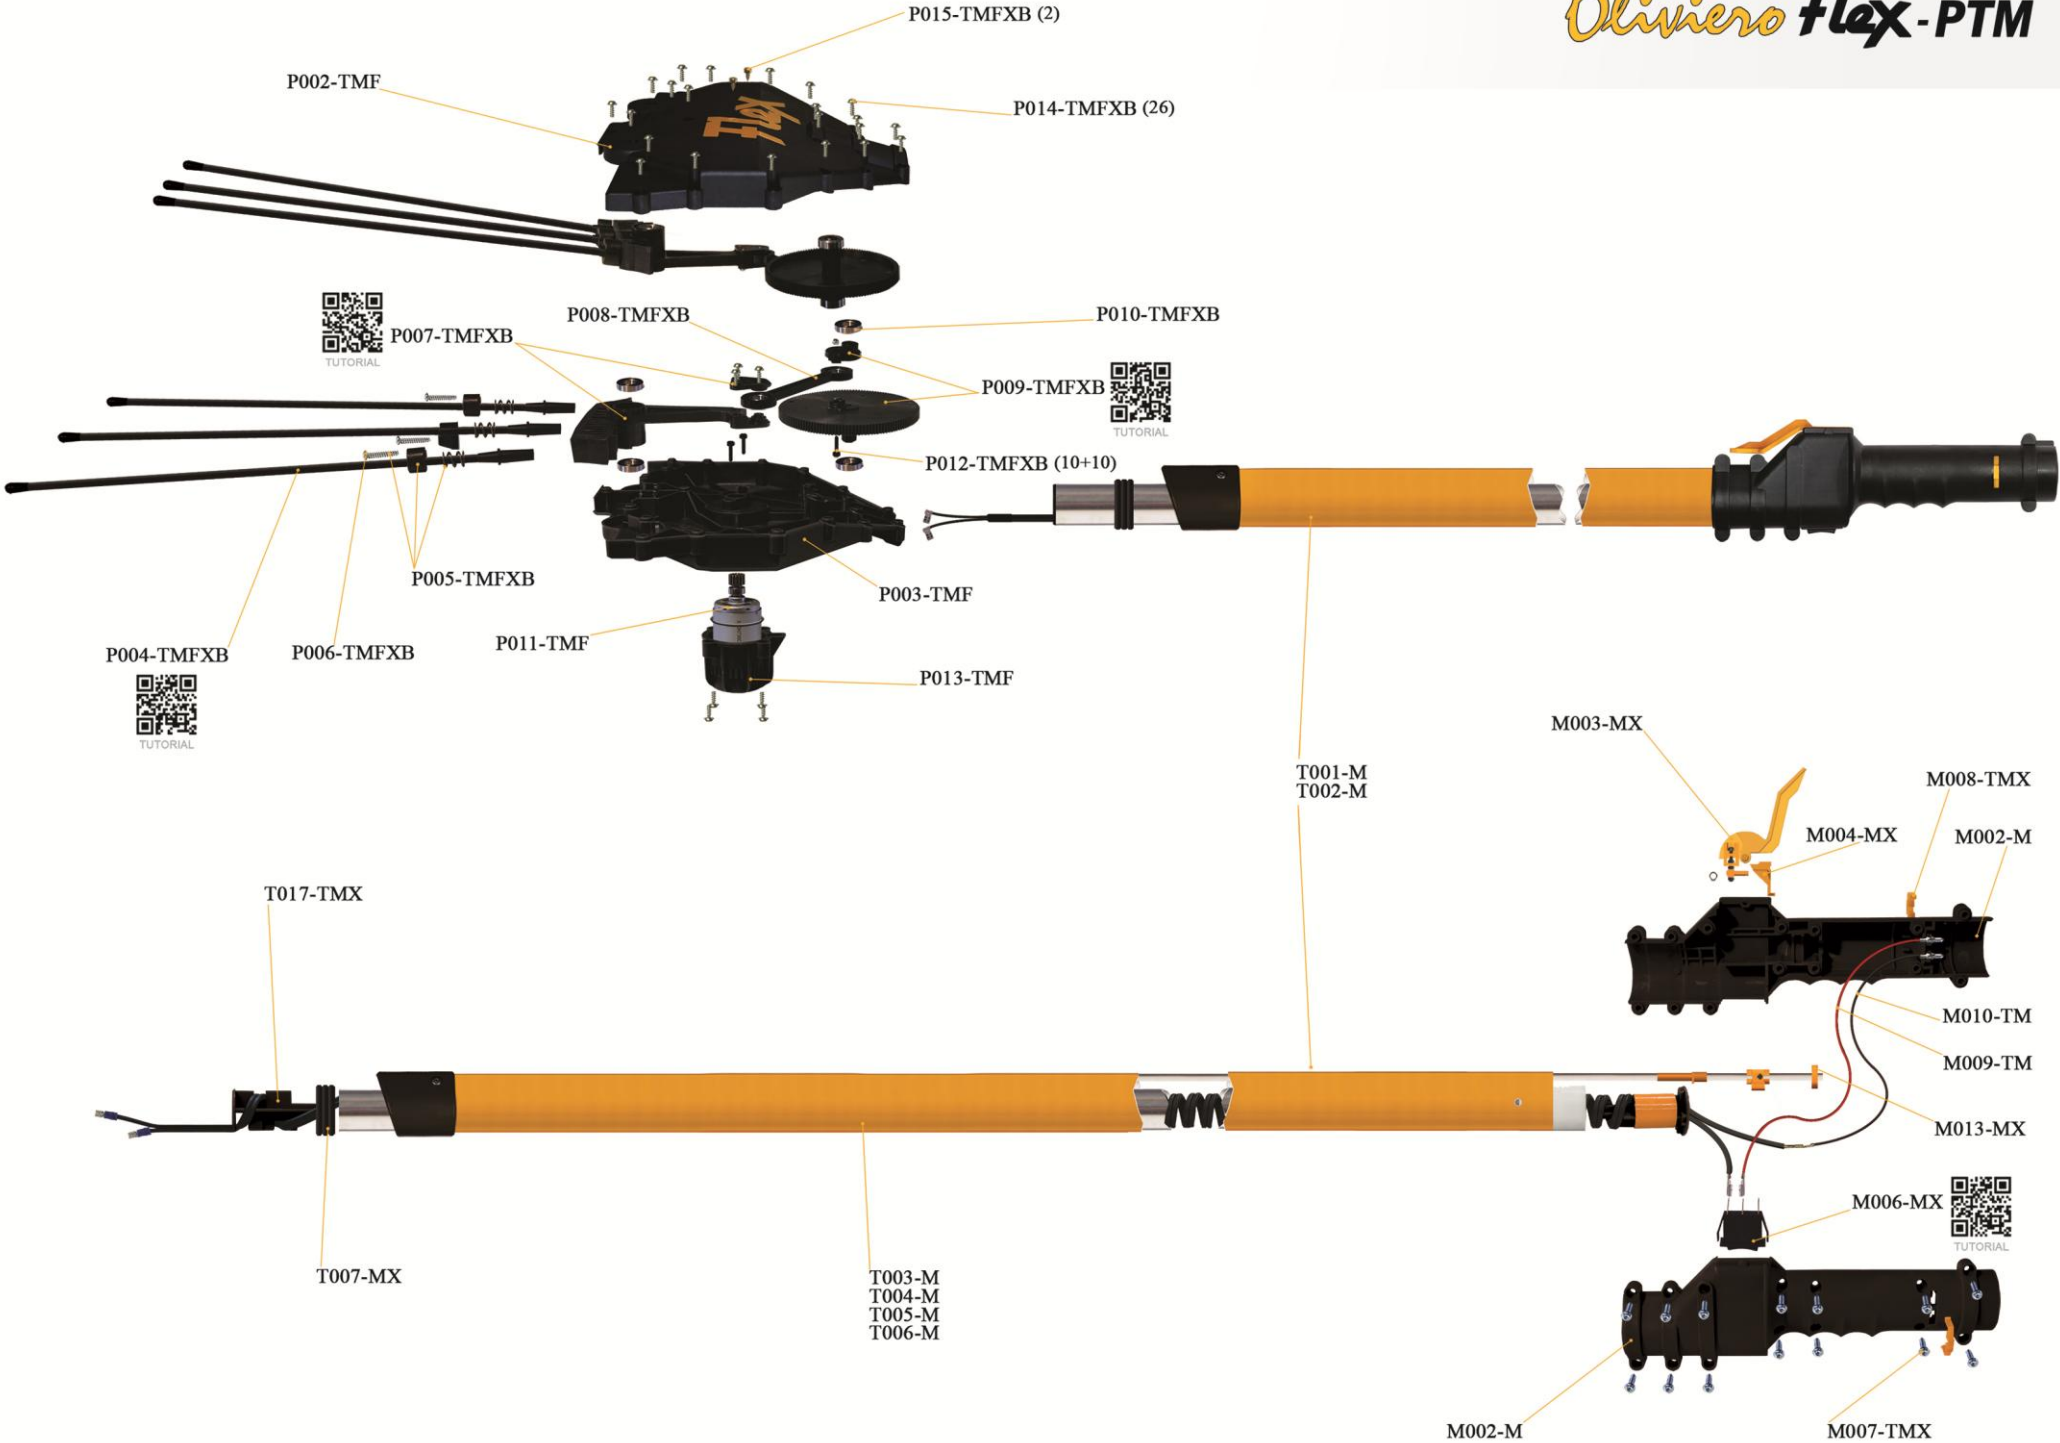 Oliviero flex - PTM
P015-TMFXB (2)
P002-TMF
P014-TMFXB (26)
Flex
P008-TMFXB
P010-TMFXB
P007-TMFXB
TUTORIAL
P009-TMFXB
TUTORIAL
P012-TMFXB (10+10)
P005-TMFXB
P003-TMF
P011-TMF
P004-TMFXB
P006-TMFXB
P013-TMF
TUTORIAL
M003-MX
T001-M
T002-M
M008-TMX
M004-MX
M002-M
T017-TMX
M010-TM
M009-TM
M013-MX
M006-MX
TUTORIAL
T007-MX
T003-M
T004-M
T005-M
T006-M
M002-M
M007-TMX